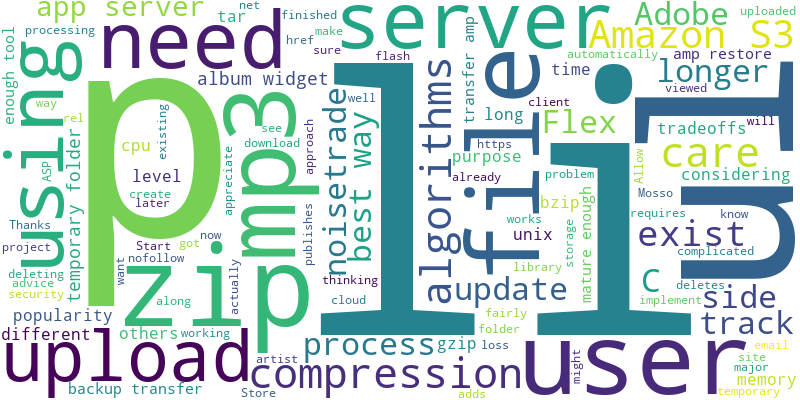 app server
tar
net
finished
href
make
sure
server
Adobe
uploaded
Amazon S3
enough tool
processing
need
using
p
album widget
flash
li
file
transfer amp
automatically
amp restore
time
longer
viewed
temporary folder
way
rel
ASP
cpu
existing
level
create
later
mp3
see
download
appreciate
noisetrade
best way
well
approach
algorithms
long
client
Flex
purpose
https
already
problem
tradeoffs
will
care
considering
Allow
ul
Thanks
project
Start
got
now
nofollow
want
deleting
advice
security
zip
along
actually
publishes
thinking
cloud
bzip
works
unix
library
storage
mature enough
Mosso
requires
know
exist
complicated
deletes
implement
C
update
side
track
popularity
different
others
working
process
gzip
fairly
folder
loss
email
site
major
memory
temporary
upload
backup transfer
artist
Store
compression
adds
user
might